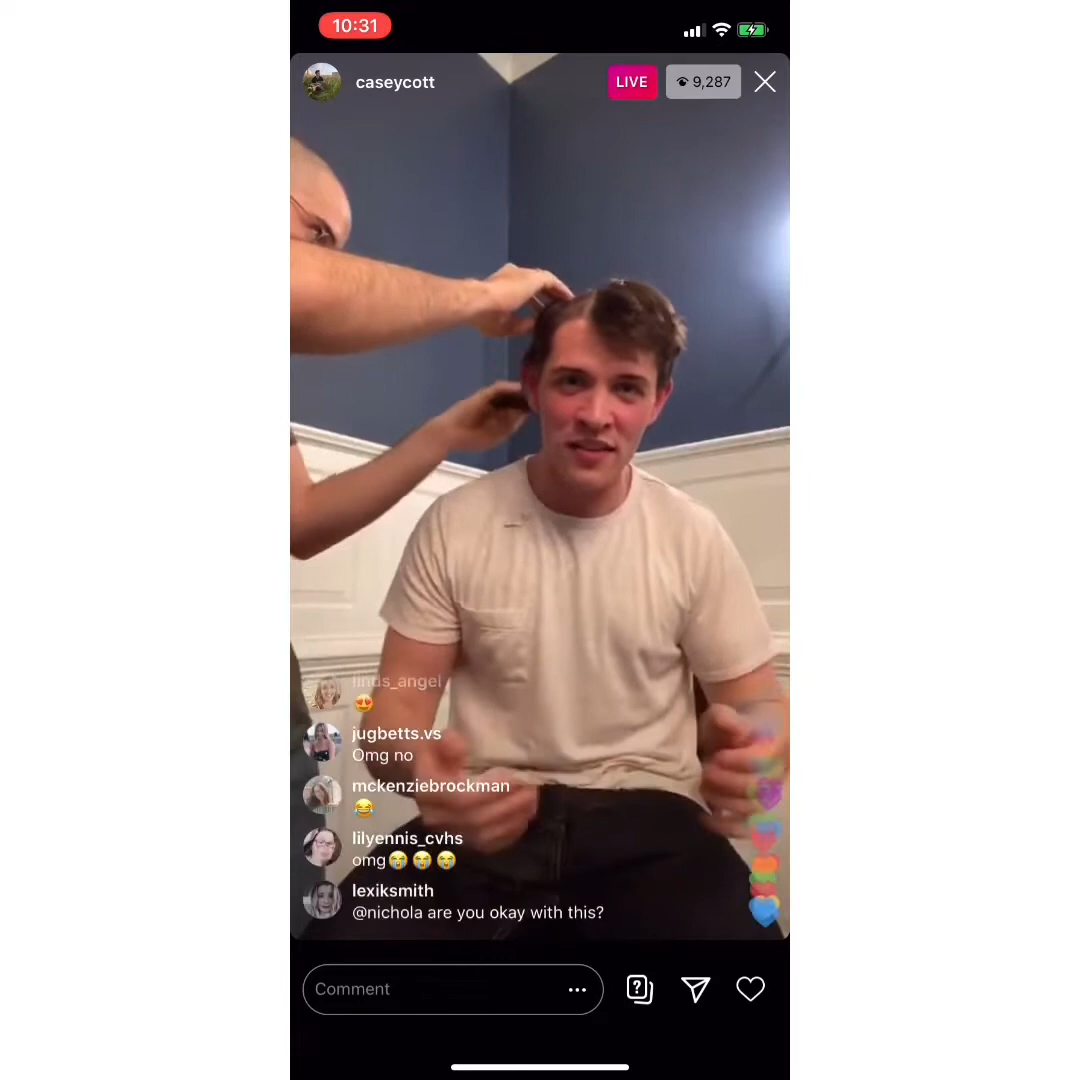 10:31
caseycott
LIVE
9,287
linds_angel
😍
jugbetts.vs
Omg no
mckenziebrockman
😂
lilyennis_cvhs
omg😭😭😭
lexiksmith
@nichola are you okay with this?
Comment